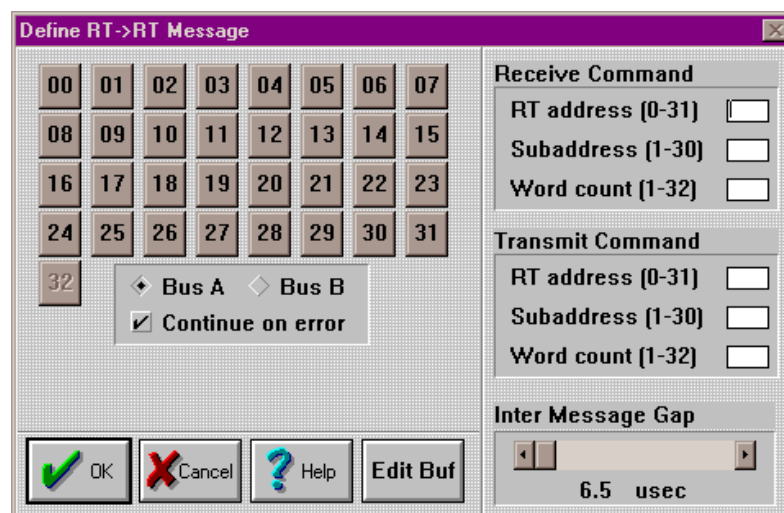 Define RT->RT Message
00 01 02 03 04 05 06 07
08 09 10 11 12 13 14 15
16 17 18 19 20 21 22 23
24 25 26 27 28 29 30 31
32
Bus A Bus B
Continue on error
OK Cancel Help Edit Buf
Receive Command
RT address (0-31)
Subaddress (1-30)
Word count (1-32)
Transmit Command
RT address (0-31)
Subaddress (1-30)
Word count (1-32)
Inter Message Gap
6.5 usec